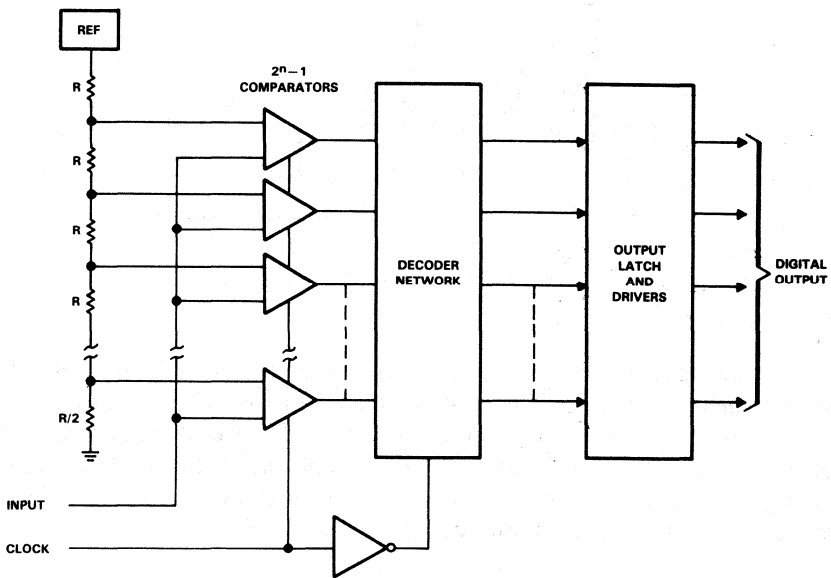 REF
R
2ⁿ−1
COMPARATORS
R
R
R
R/2
DECODER
NETWORK
OUTPUT
LATCH
AND
DRIVERS
DIGITAL
OUTPUT
INPUT
CLOCK